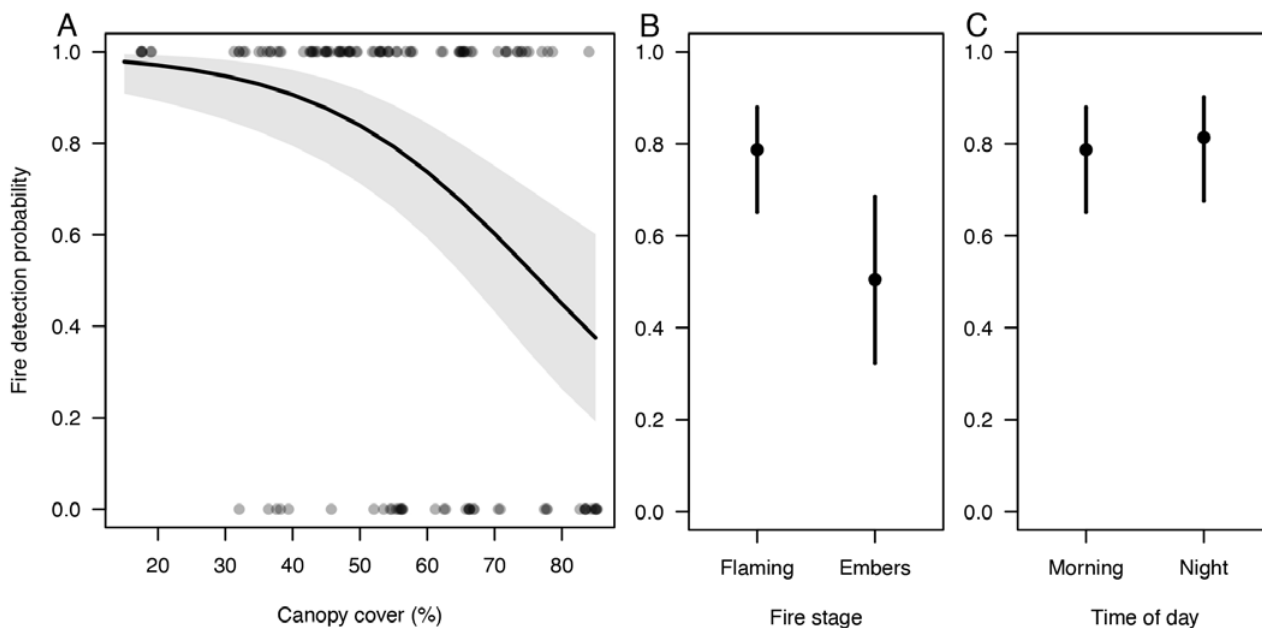 A
B
C
Fire detection probability
1.0
0.8
0.6
0.4
0.2
0.0
20 30 40 50 60 70 80
Canopy cover (%)
1.0
0.8
0.6
0.4
0.2
0.0
Flaming Embers
Fire stage
1.0
0.8
0.6
0.4
0.2
0.0
Morning Night
Time of day